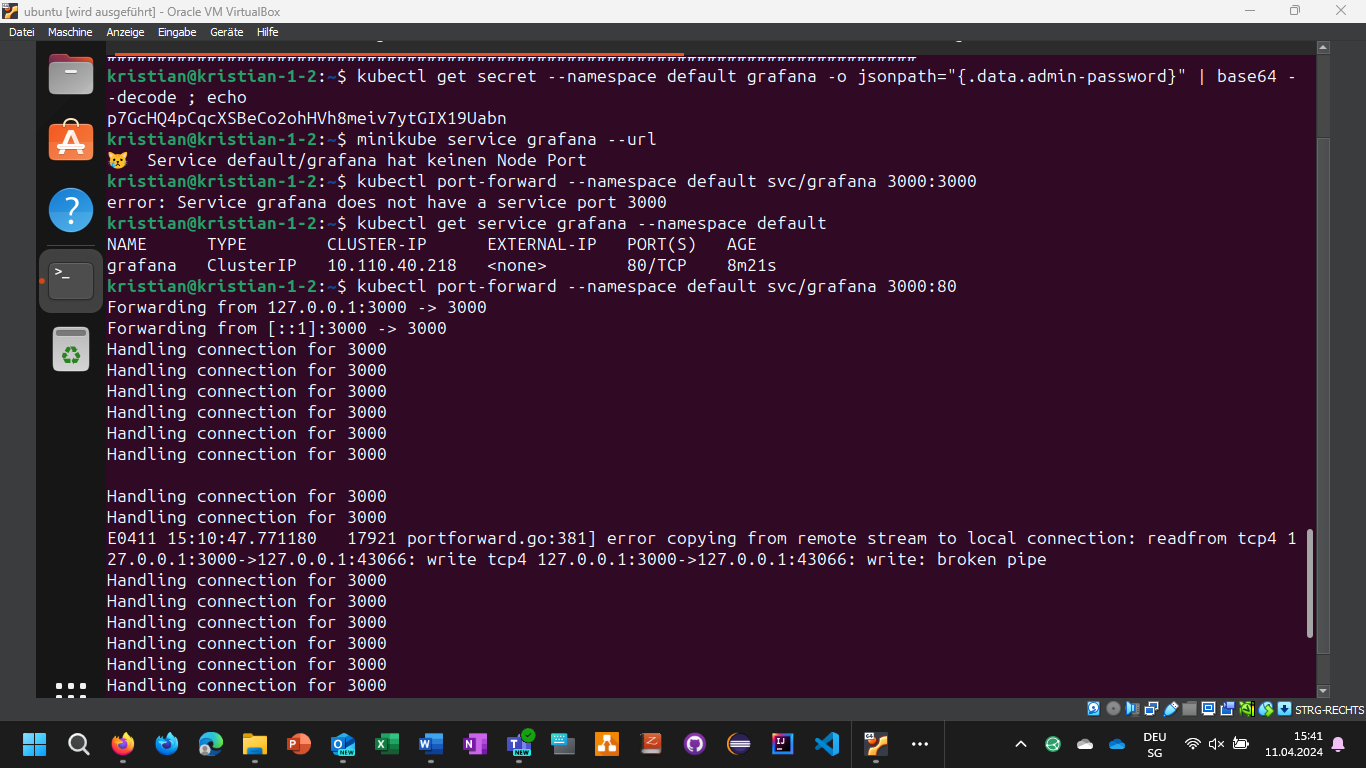 ubuntu [wird ausgeführt] - Oracle VM VirtualBox
Datei Maschine Anzeige Eingabe Geräte Hilfe
################################################################################
kristian@kristian-1-2:~$ kubectl get secret --namespace default grafana -o jsonpath="{.data.admin-password}" | base64 -
-decode ; echo
p7GcHQ4pCqcXSBeCo2ohHVh8meiv7ytGIX19Uabn
kristian@kristian-1-2:~$ minikube service grafana --url
😿 Service default/grafana hat keinen Node Port
kristian@kristian-1-2:~$ kubectl port-forward --namespace default svc/grafana 3000:3000
error: Service grafana does not have a service port 3000
kristian@kristian-1-2:~$ kubectl get service grafana --namespace default
NAME TYPE CLUSTER-IP EXTERNAL-IP PORT(S) AGE
grafana ClusterIP 10.110.40.218 <none> 80/TCP 8m21s
kristian@kristian-1-2:~$ kubectl port-forward --namespace default svc/grafana 3000:80
Forwarding from 127.0.0.1:3000 -> 3000
Forwarding from [::1]:3000 -> 3000
Handling connection for 3000
Handling connection for 3000
Handling connection for 3000
Handling connection for 3000
Handling connection for 3000
Handling connection for 3000
Handling connection for 3000
Handling connection for 3000
E0411 15:10:47.771180 17921 portforward.go:381] error copying from remote stream to local connection: readfrom tcp4 1
27.0.0.1:3000->127.0.0.1:43066: write tcp4 127.0.0.1:3000->127.0.0.1:43066: write: broken pipe
Handling connection for 3000
Handling connection for 3000
Handling connection for 3000
Handling connection for 3000
Handling connection for 3000
Handling connection for 3000
STRG-RECHTS
DEU
SG
15:41
11.04.2024